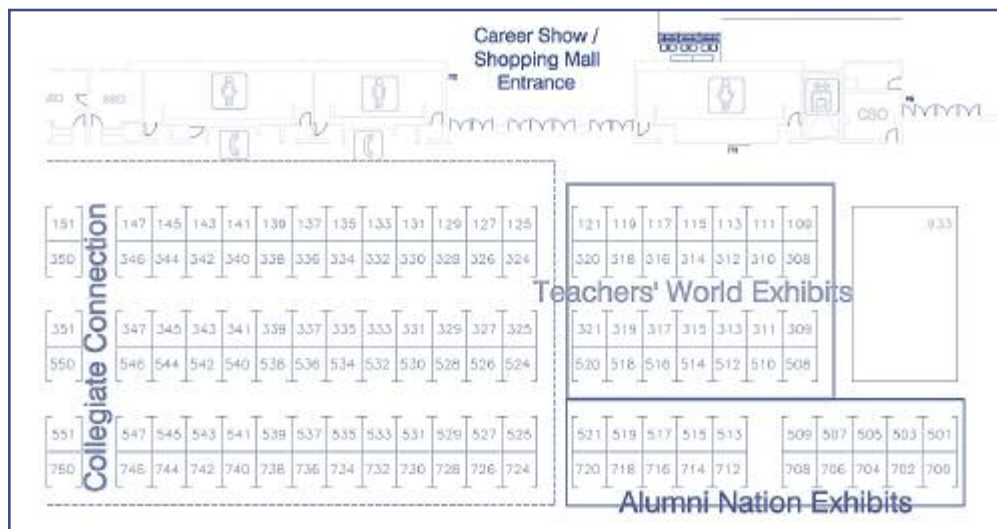 Career Show /
Shopping Mall
Entrance
CSO
151 147 145 143 141 139 137 135 133 131 129 127 125 121 119 117 115 113 111 109
350 346 344 342 340 338 336 334 332 330 328 326 324 320 318 316 314 312 310 308
Collegiate Connection
Teachers' World Exhibits
351 347 345 343 341 339 337 335 333 331 329 327 325 321 319 317 315 313 311 309
550 546 544 542 540 538 536 534 532 530 528 526 524 520 518 516 514 512 510 508
551 547 545 543 541 539 537 535 533 531 529 527 525 521 519 517 515 513 509 507 505 503 501
750 746 744 742 740 738 736 734 732 730 728 726 724 720 718 716 714 712 708 706 704 702 700
Alumni Nation Exhibits